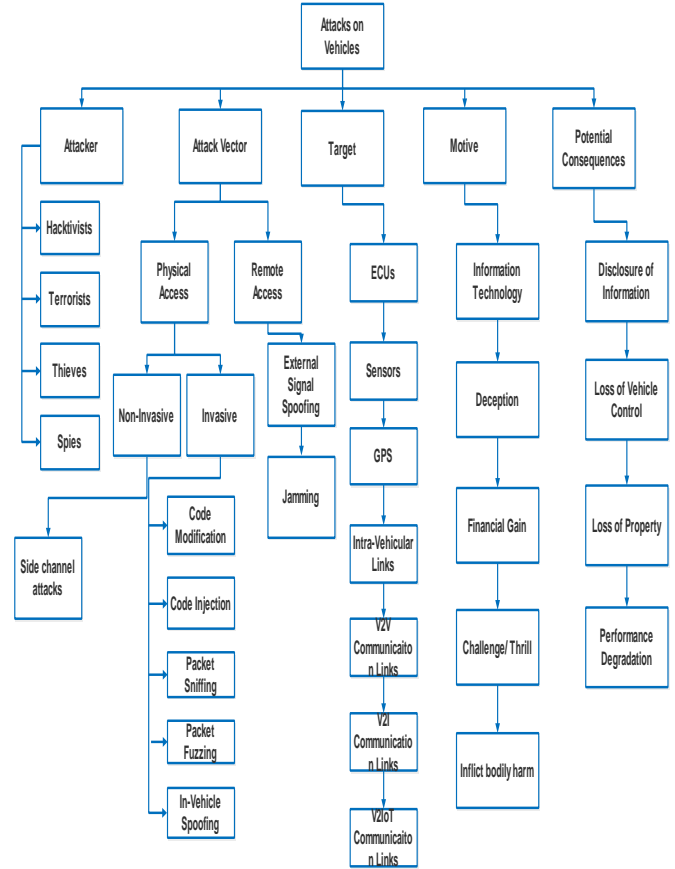 Attacks on
Vehicles
Attacker
Attack Vector
Target
Motive
Potential
Consequences
Hacktivists
Terrorists
Thieves
Spies
Physical
Access
Remote
Access
Non-Invasive
Invasive
External
Signal
Spoofing
Jamming
Side channel
attacks
Code
Modification
Code Injection
Packet
Sniffing
Packet
Fuzzing
In-Vehicle
Spoofing
ECUs
Sensors
GPS
Intra-Vehicular
Links
V2V
Communicaito
n Links
V2I
Communicatio
n Links
V2IoT
Communicaito
n Links
Information
Technology
Deception
Financial Gain
Challenge/ Thrill
Inflict bodily harm
Disclosure of
Information
Loss of Vehicle
Control
Loss of Property
Performance
Degradation